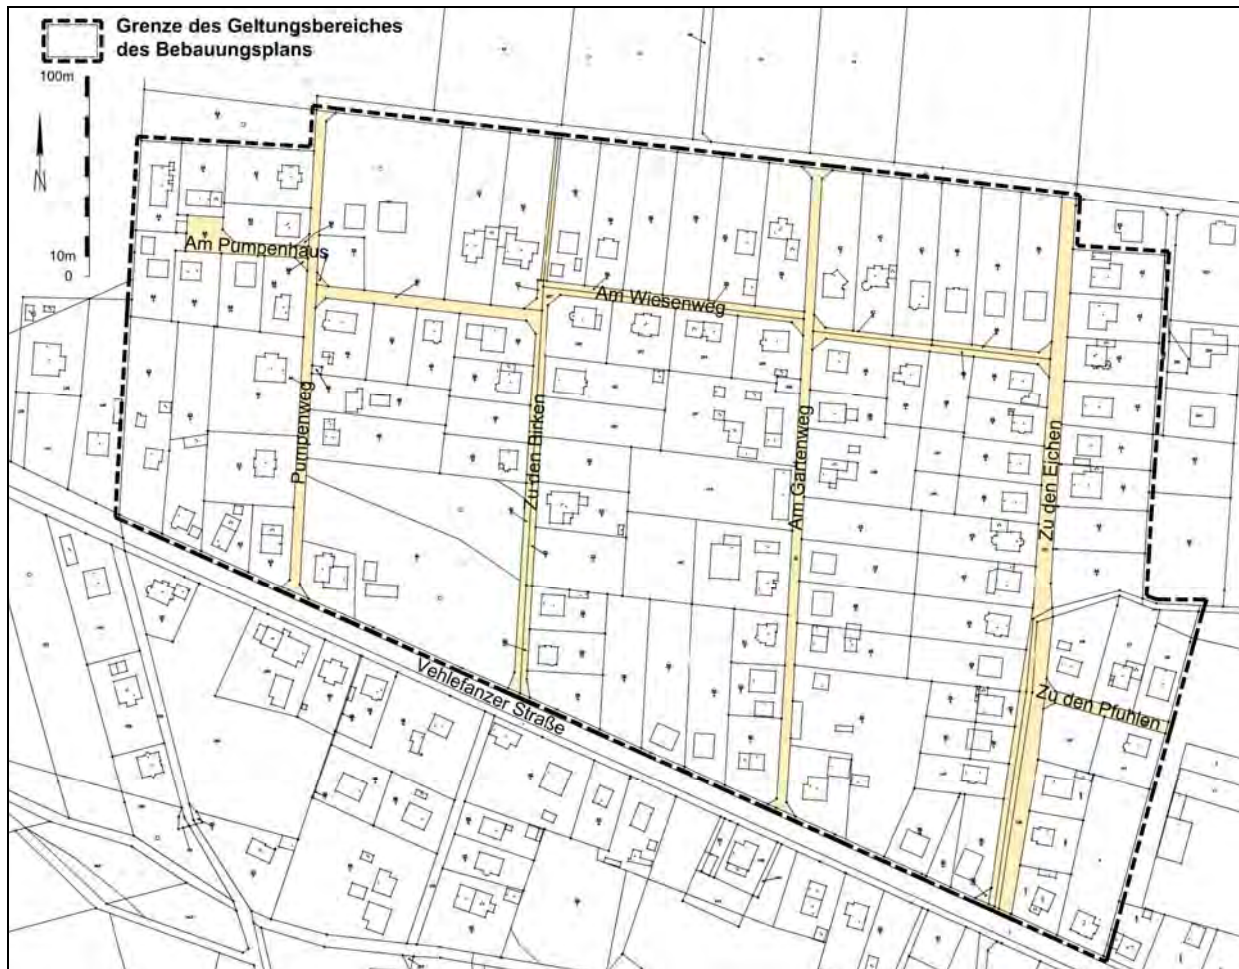 Grenze des Geltungsbereiches
des Bebauungsplans
100m
N
10m
0
Am Pumpenhaus
Am Wiesenweg
Pumpenweg
Zu den Birken
Am Gartenweg
Zu den Eichen
Zu den Pfuhlen
Vehlefanzer Straße